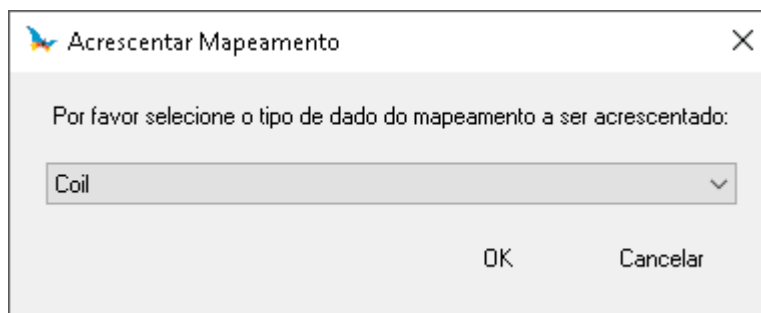 Acrescentar Mapeamento
Por favor selecione o tipo de dado do mapeamento a ser acrescentado:
Coil
OK Cancelar